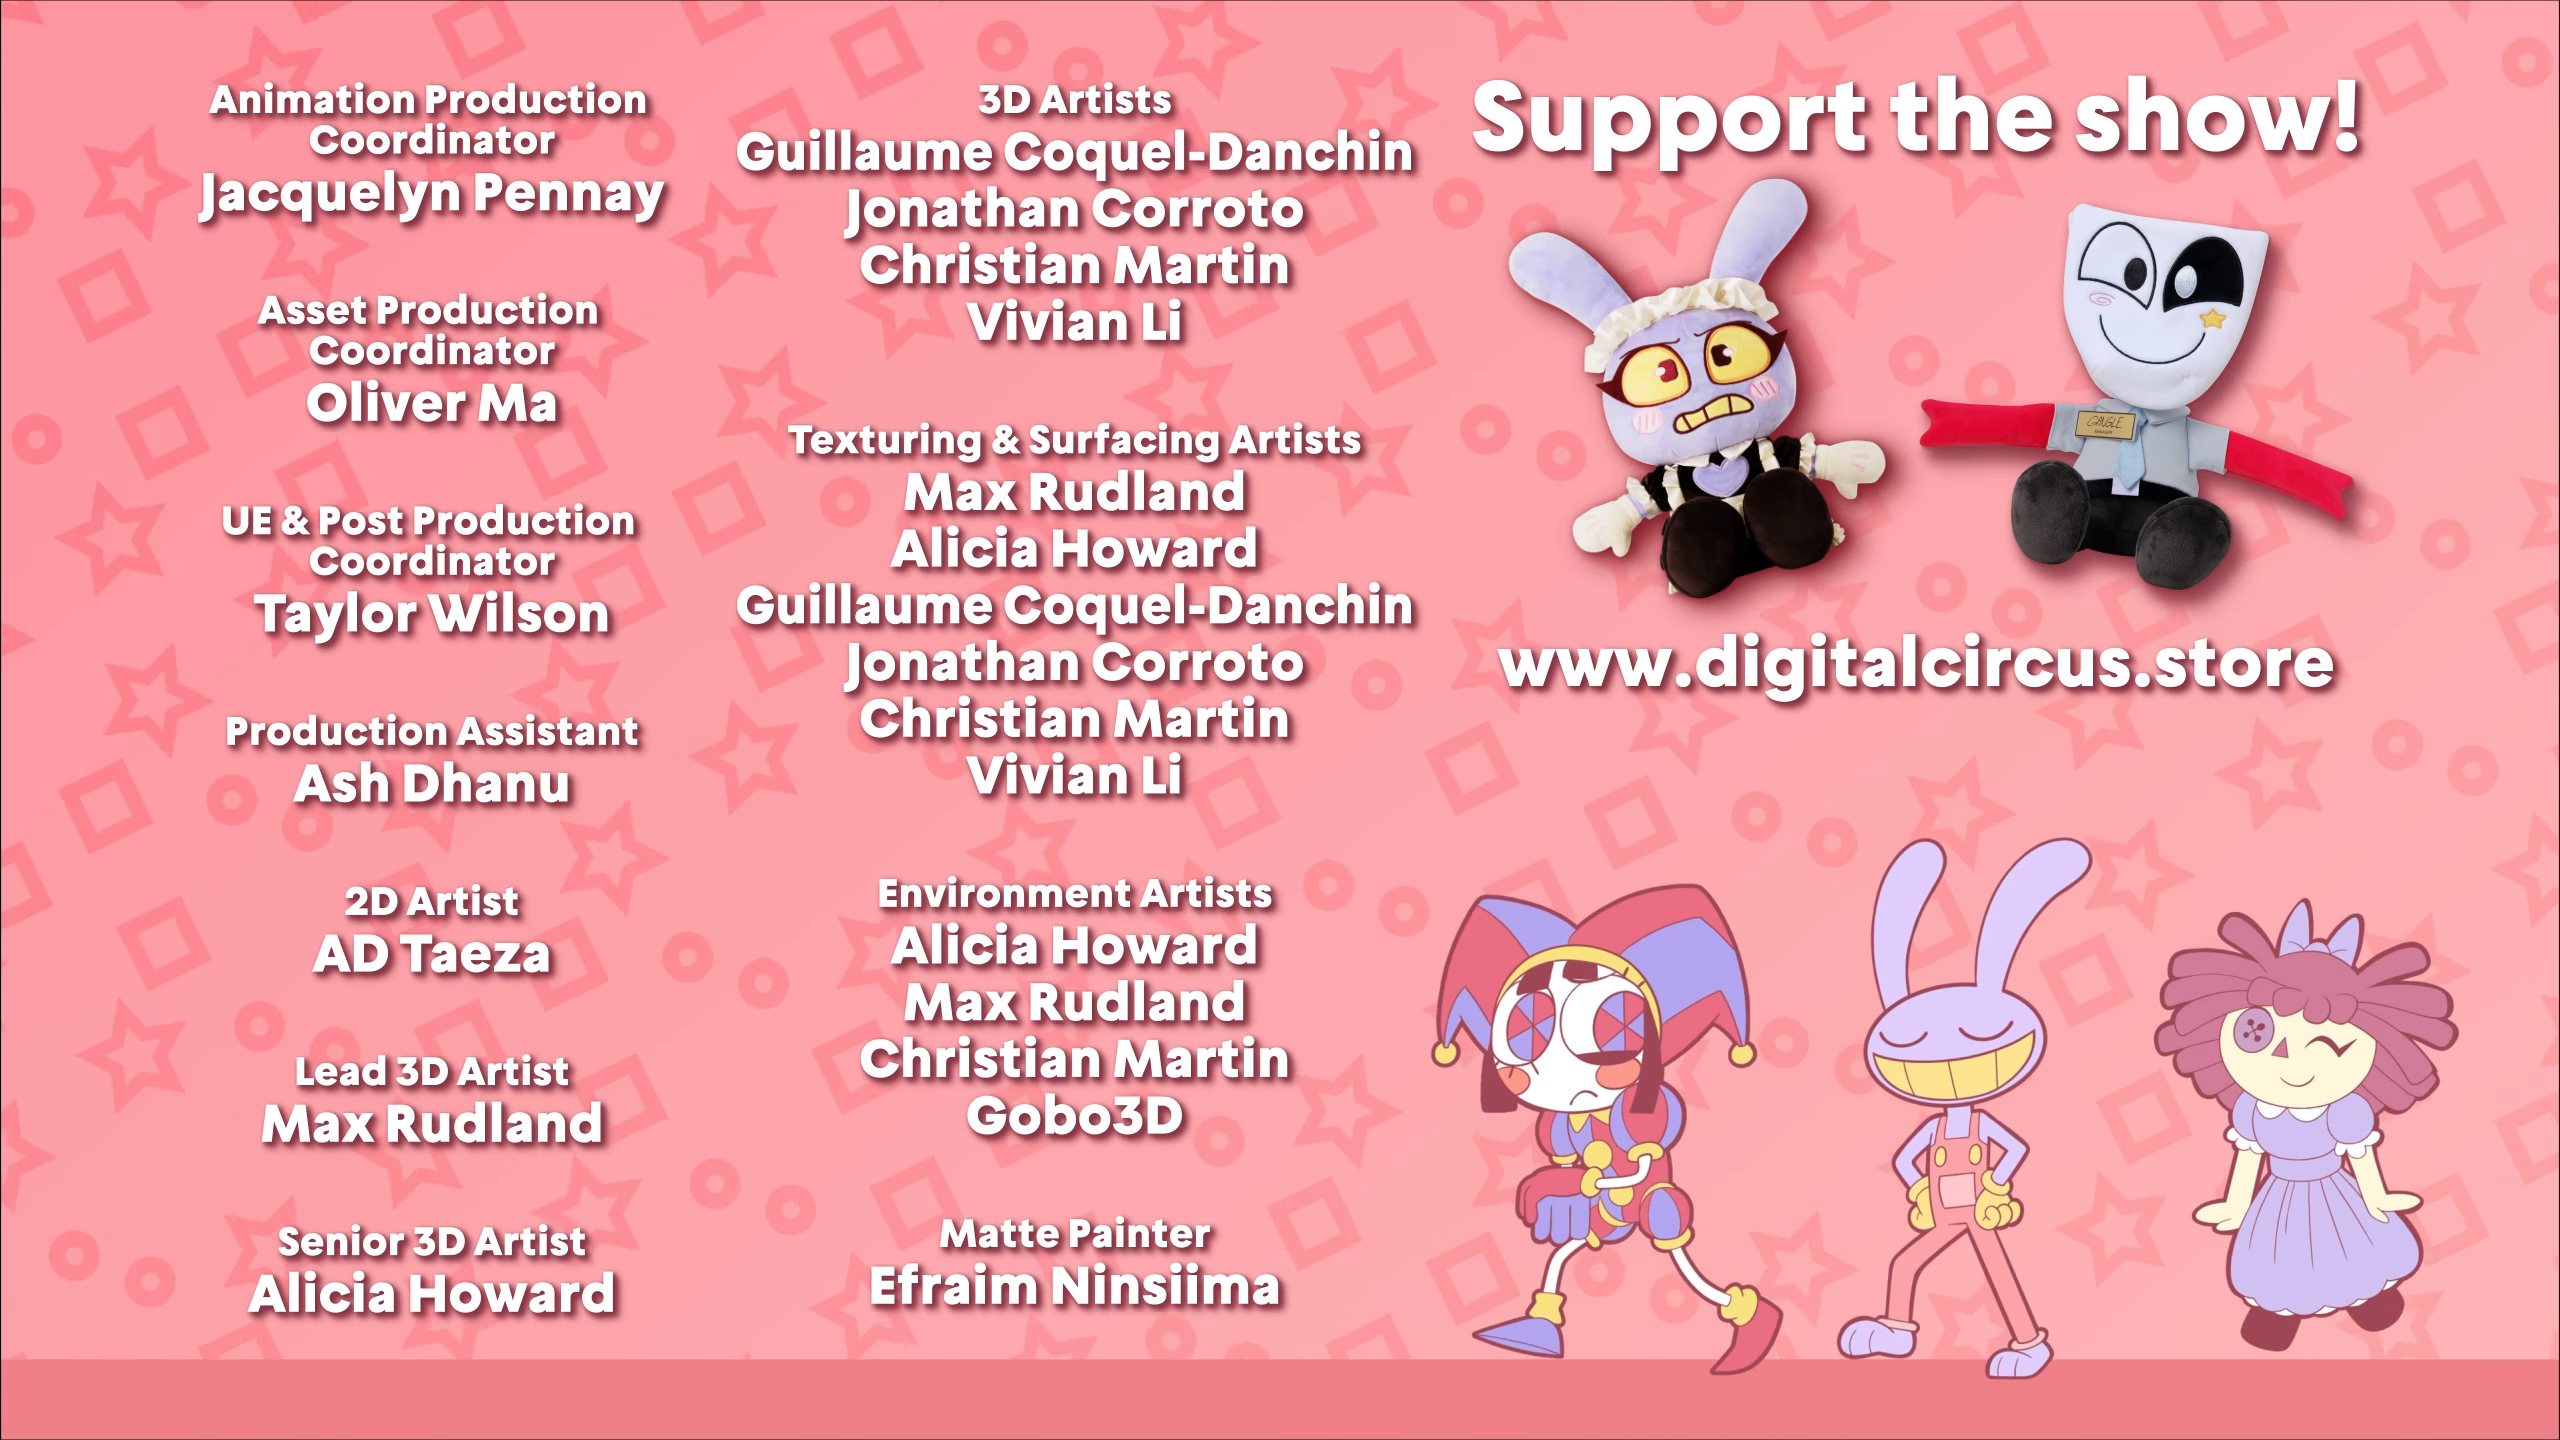 Animation Production
Coordinator
Jacquelyn Pennay
Asset Production
Coordinator
Oliver Ma
UE & Post Production
Coordinator
Taylor Wilson
Production Assistant
Ash Dhanu
2D Artist
AD Taeza
Lead 3D Artist
Max Rudland
Senior 3D Artist
Alicia Howard
3D Artists
Guillaume Coquel-Danchin
Jonathan Corroto
Christian Martin
Vivian Li
Texturing & Surfacing Artists
Max Rudland
Alicia Howard
Guillaume Coquel-Danchin
Jonathan Corroto
Christian Martin
Vivian Li
Environment Artists
Alicia Howard
Max Rudland
Christian Martin
Gobo3D
Matte Painter
Efraim Ninsiima
Support the show!
GANGLE
MANAGER
www.digitalcircus.store